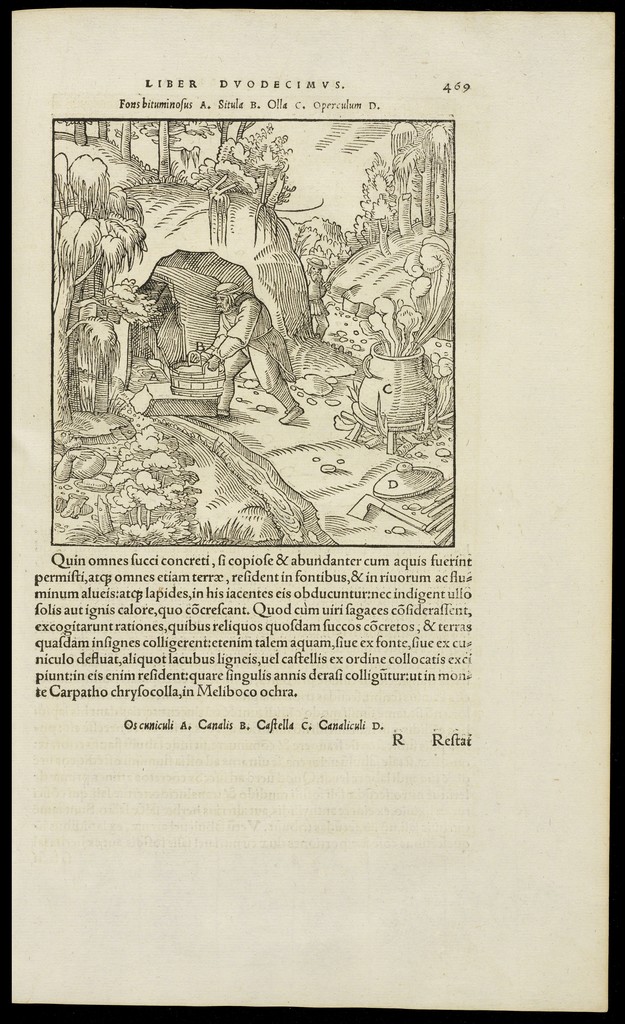 LIBER DVODECIMVS. 469
Fons bituminosus A. Situla B. Olla C. Operculum D.
A
C
D
Quin omnes ſucci concreti, ſi copioſe & abundanter cum aquis fuerint
permiſti,atq; omnes etiam terræ, reſident in fontibus,& in riuorum ac flu⸗
minum alueis:atq; lapides,in his iacentes eis obducuntur:nec indigent ullo
ſolis aut ignis calore,quo cõcreſcant. Quod cùm uiri ſagaces cõſideraſſent,
excogitarunt rationes,quibus reliquos quoſdam ſuccos cõcretos, & terras
quaſdam inſignes colligerent:etenim talem aquam,ſiue ex fonte,ſiue ex cu⸗
niculo defluat,aliquot lacubus ligneis,uel caſtellis ex ordine collocatis exci
piunt:in eis enim reſident:quare ſingulis annis deraſi colligũtur:ut in mon⸗
te Carpatho chryſocolla,in Meliboco ochra.
Os cuniculi A. Canalis B. Caſtella C. Canaliculi D.
R Reſtat